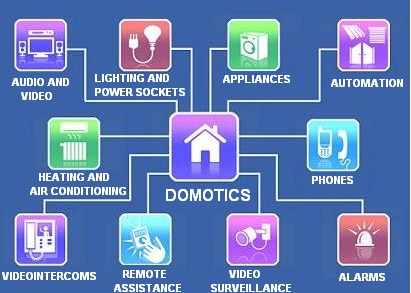 AUDIO AND
VIDEO
LIGHTING AND
POWER SOCKETS
APPLIANCES
AUTOMATION
HEATING AND
AIR CONDITIONING
DOMOTICS
PHONES
VIDEOINTERCOMS
REMOTE
ASSISTANCE
VIDEO
SURVEILLANCE
ALARMS